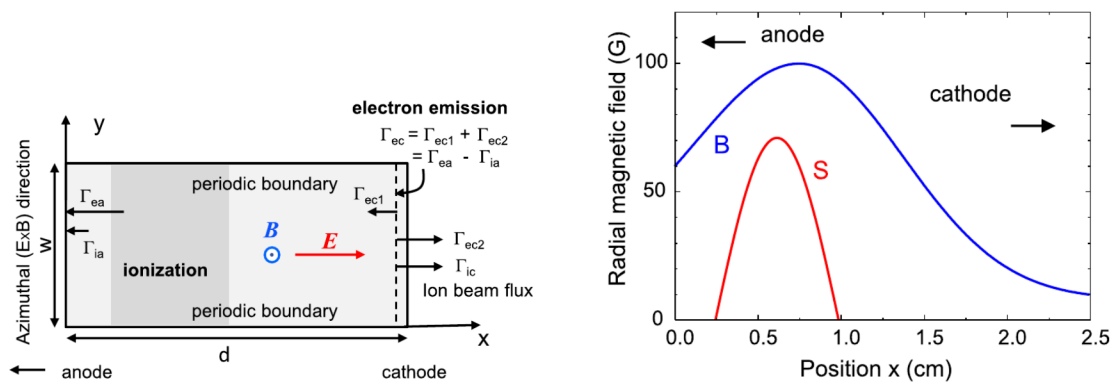 electron emission
Γec = Γec1 + Γec2
= Γea - Γia
y
periodic boundary
Γea
Γec1
Azimuthal (ExB) direction
w
B
E
Γec2
Γia
ionization
Γic
Ion beam flux
periodic boundary
x
d
anode
cathode
Radial magnetic field (G)
anode
100
cathode
B
S
50
0
0.0 0.5 1.0 1.5 2.0 2.5
Position x (cm)